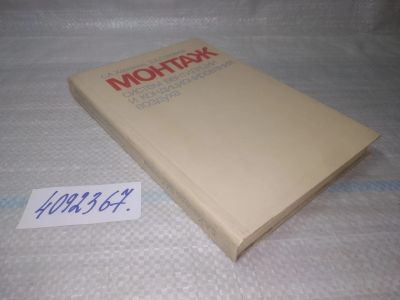 МОНТАЖ
СИСТЕМ ВЕНТИЛЯЦИИ
И КОНДИЦИОНИРОВАНИЯ
ВОЗДУХА
4092367.